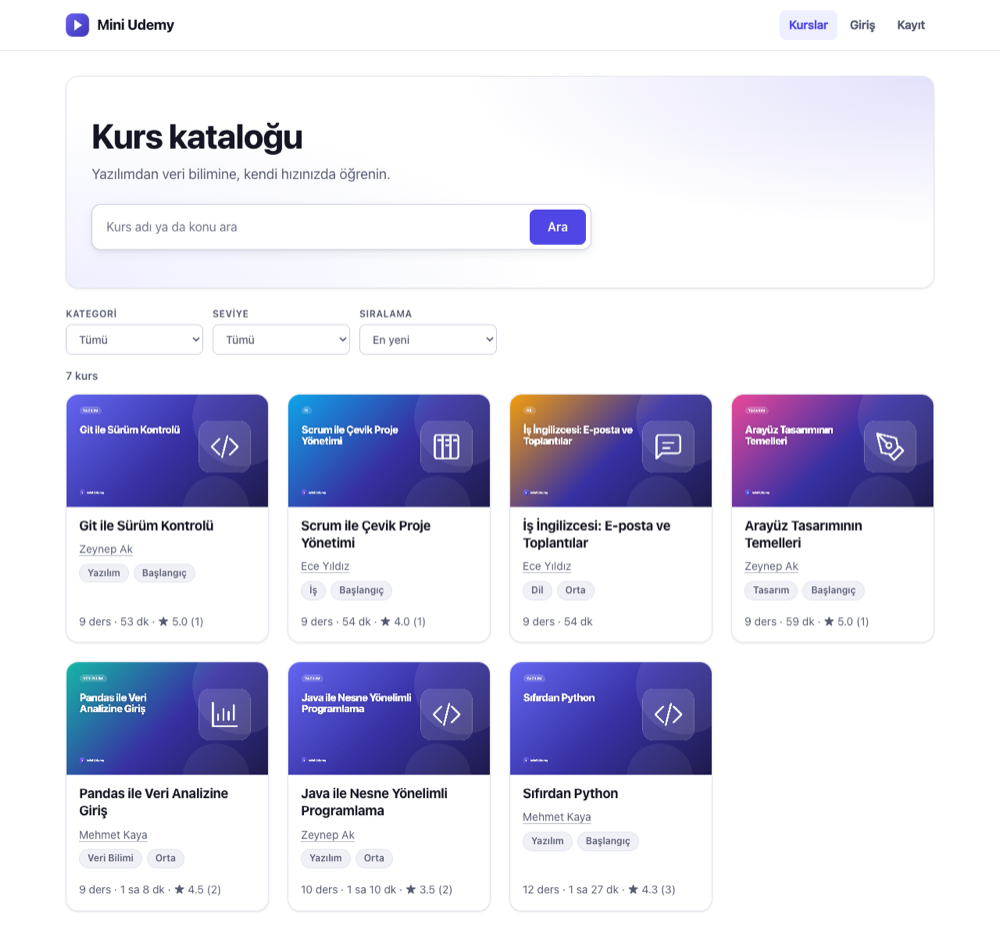 Mini Udemy
Kurslar
Giriş
Kayıt
Kurs kataloğu
Yazılımdan veri bilimine, kendi hızınızda öğrenin.
Kurs adı ya da konu ara
Ara
KATEGORİ
SEVİYE
SIRALAMA
Tümü
Tümü
En yeni
7 kurs
Git ile Sürüm Kontrolü
Scrum ile Çevik Proje
Yönetimi
İş İngilizcesi: E-posta ve
Toplantılar
Arayüz Tasarımının
Temelleri
Git ile Sürüm Kontrolü
Zeynep Ak
Yazılım
Başlangıç
9 ders · 53 dk · ★ 5.0 (1)
Scrum ile Çevik Proje
Yönetimi
Ece Yıldız
İş
Başlangıç
9 ders · 54 dk · ★ 4.0 (1)
İş İngilizcesi: E-posta ve
Toplantılar
Ece Yıldız
Dil
Orta
9 ders · 54 dk
Arayüz Tasarımının
Temelleri
Zeynep Ak
Tasarım
Başlangıç
9 ders · 59 dk · ★ 5.0 (1)
Pandas ile Veri
Analizine Giriş
Java ile Nesne Yönelimli
Programlama
Sıfırdan Python
Pandas ile Veri Analizine
Giriş
Mehmet Kaya
Veri Bilimi
Orta
9 ders · 1 sa 8 dk · ★ 4.5 (2)
Java ile Nesne Yönelimli
Programlama
Zeynep Ak
Yazılım
Orta
10 ders · 1 sa 10 dk · ★ 3.5 (2)
Sıfırdan Python
Mehmet Kaya
Yazılım
Başlangıç
12 ders · 1 sa 27 dk · ★ 4.3 (3)